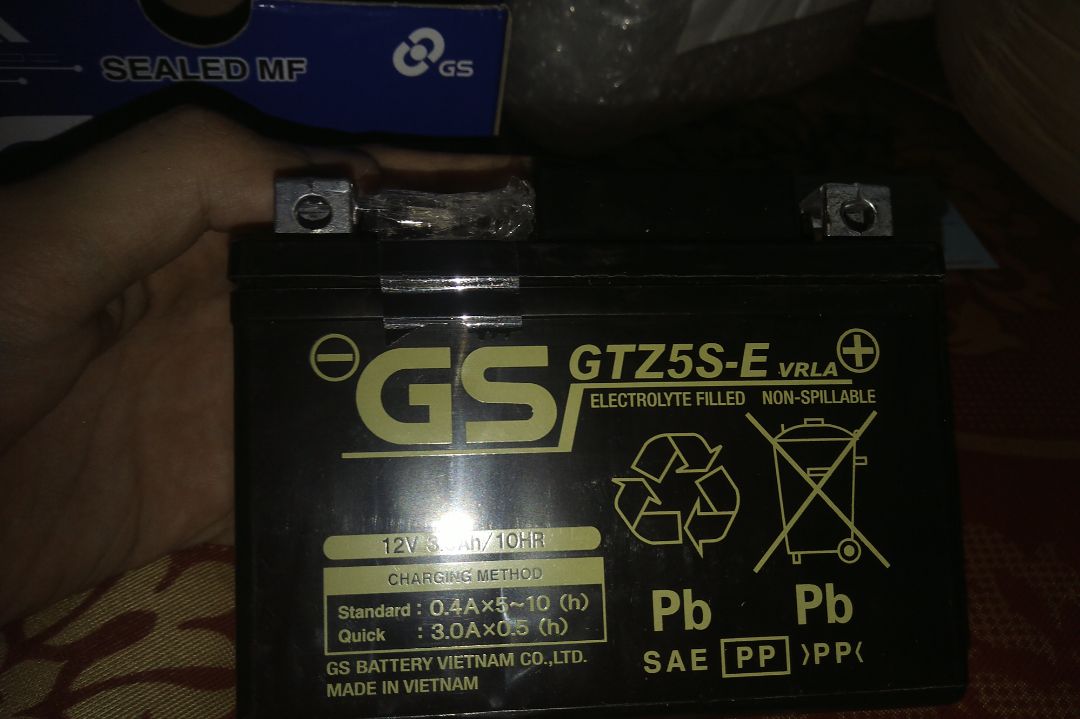 SEALED MF
GS
GS
GTZ5S-E VRLA
ELECTROLYTE FILLED NON-SPILLABLE
12V /10HR
CHARGING METHOD
Standard : 0.4A×5~10 (h)
Quick : 3.0A×0.5 (h)
GS BATTERY VIETNAM CO.,LTD.
MADE IN VIETNAM
Pb Pb
SAE PP >PP<